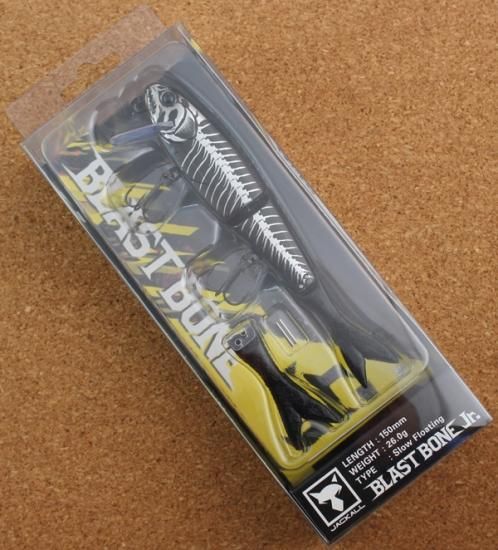 BLAST BONE
LENGTH : 150mm
WEIGHT : 26.0g
TYPE : Slow Floating
BLAST BONE Jr.
JACKALL